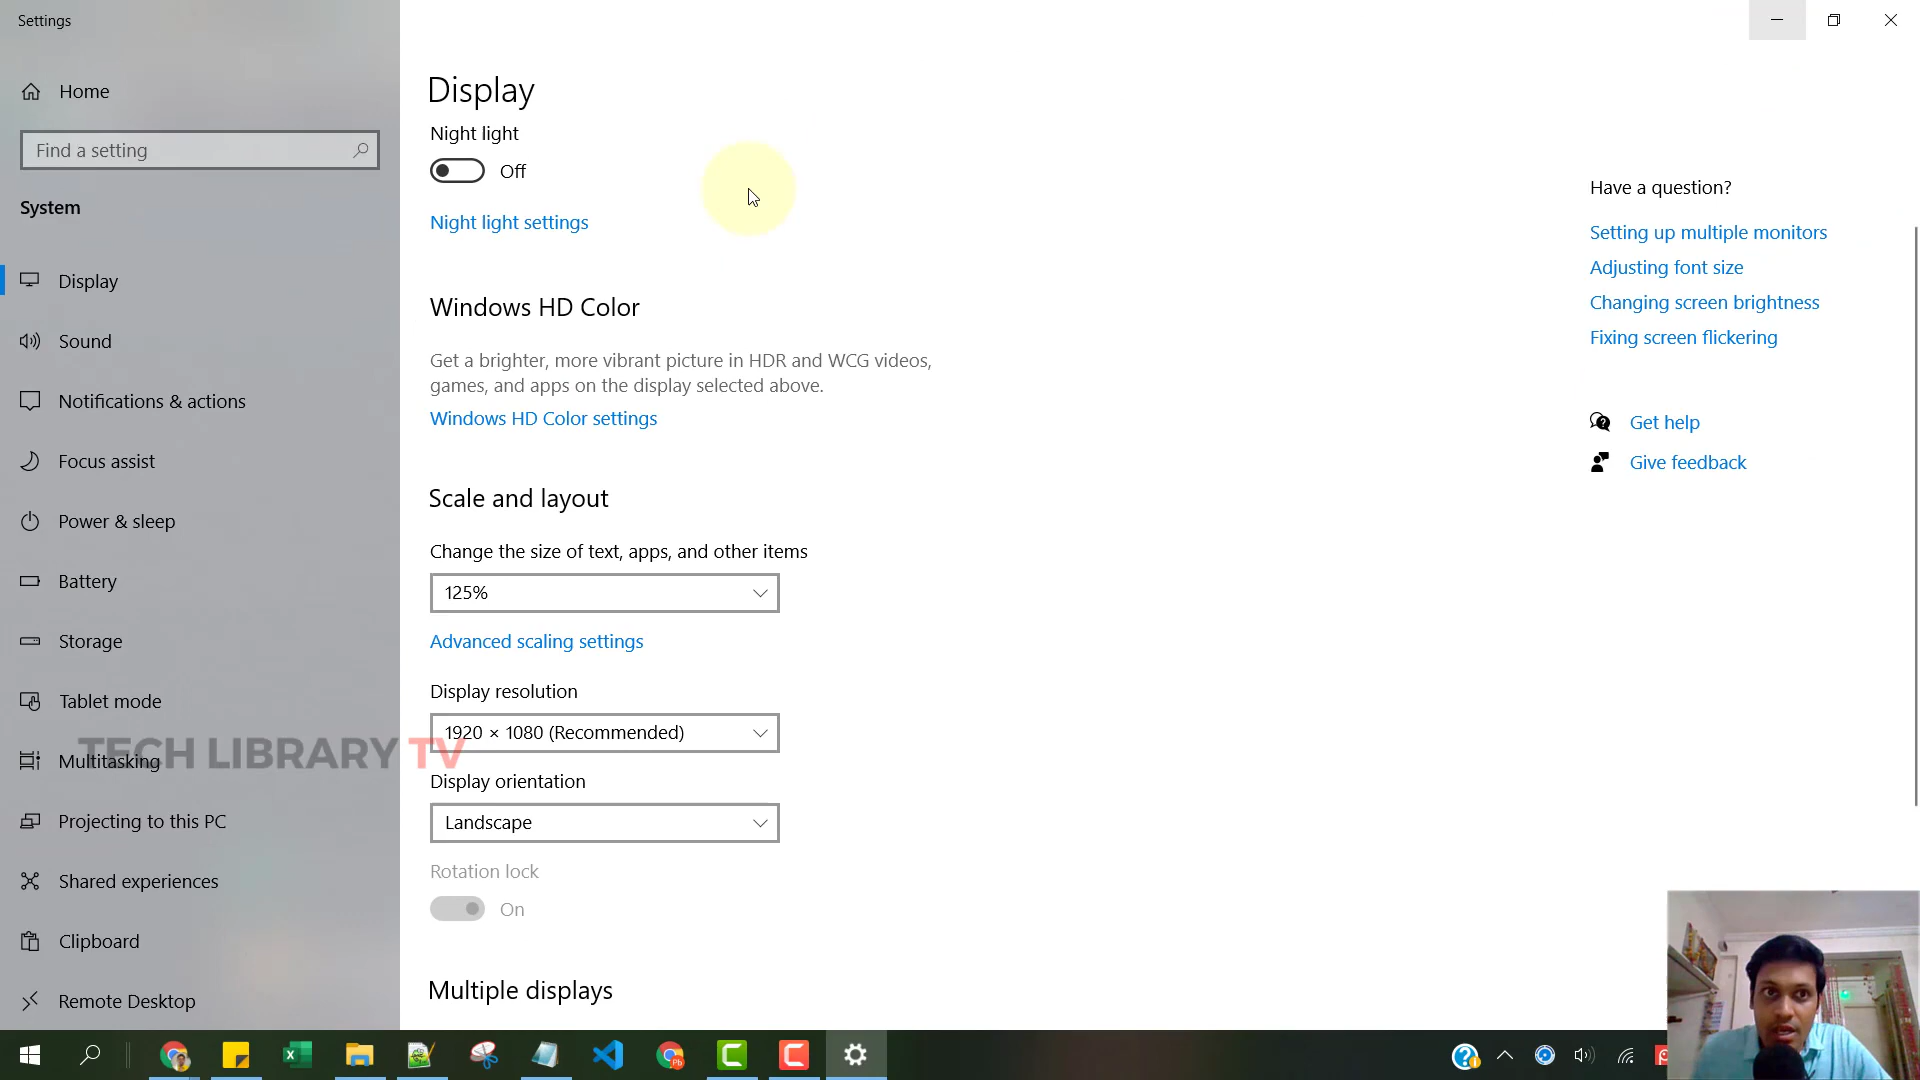 Settings
Home
Find a setting
System
Display
Sound
Notifications & actions
Focus assist
Power & sleep
Battery
Storage
Tablet mode
Multitasking
Projecting to this PC
Shared experiences
Clipboard
Remote Desktop
TECH LIBRARY TV
Display
Night light
Off
Night light settings
Windows HD Color
Get a brighter, more vibrant picture in HDR and WCG videos,
games, and apps on the display selected above.
Windows HD Color settings
Scale and layout
Change the size of text, apps, and other items
125%
Advanced scaling settings
Display resolution
1920 × 1080 (Recommended)
Display orientation
Landscape
Rotation lock
On
Multiple displays
Have a question?
Setting up multiple monitors
Adjusting font size
Changing screen brightness
Fixing screen flickering
Get help
Give feedback